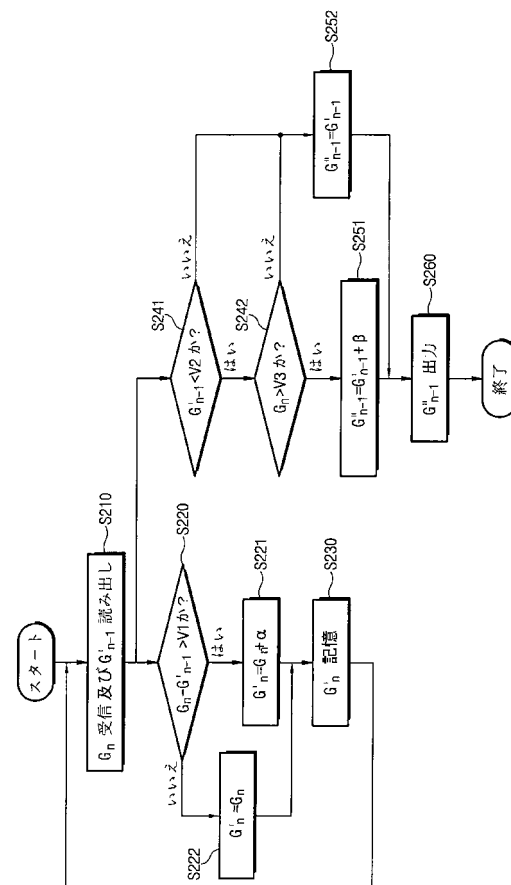 スタート
S210
Gn 受信及び G'n-1 読み出し
S220
Gn-G'n-1 >V1か?
はい
いいえ
S221
G'n=Gn+α
S222
G'n=Gn
S230
G'n 記憶
S241
G'n-1<V2か?
はい
いいえ
S242
Gn>V3か?
はい
いいえ
S251
G"n-1=G'n-1+β
S252
G"n-1=G'n-1
S260
G"n-1 出力
終了